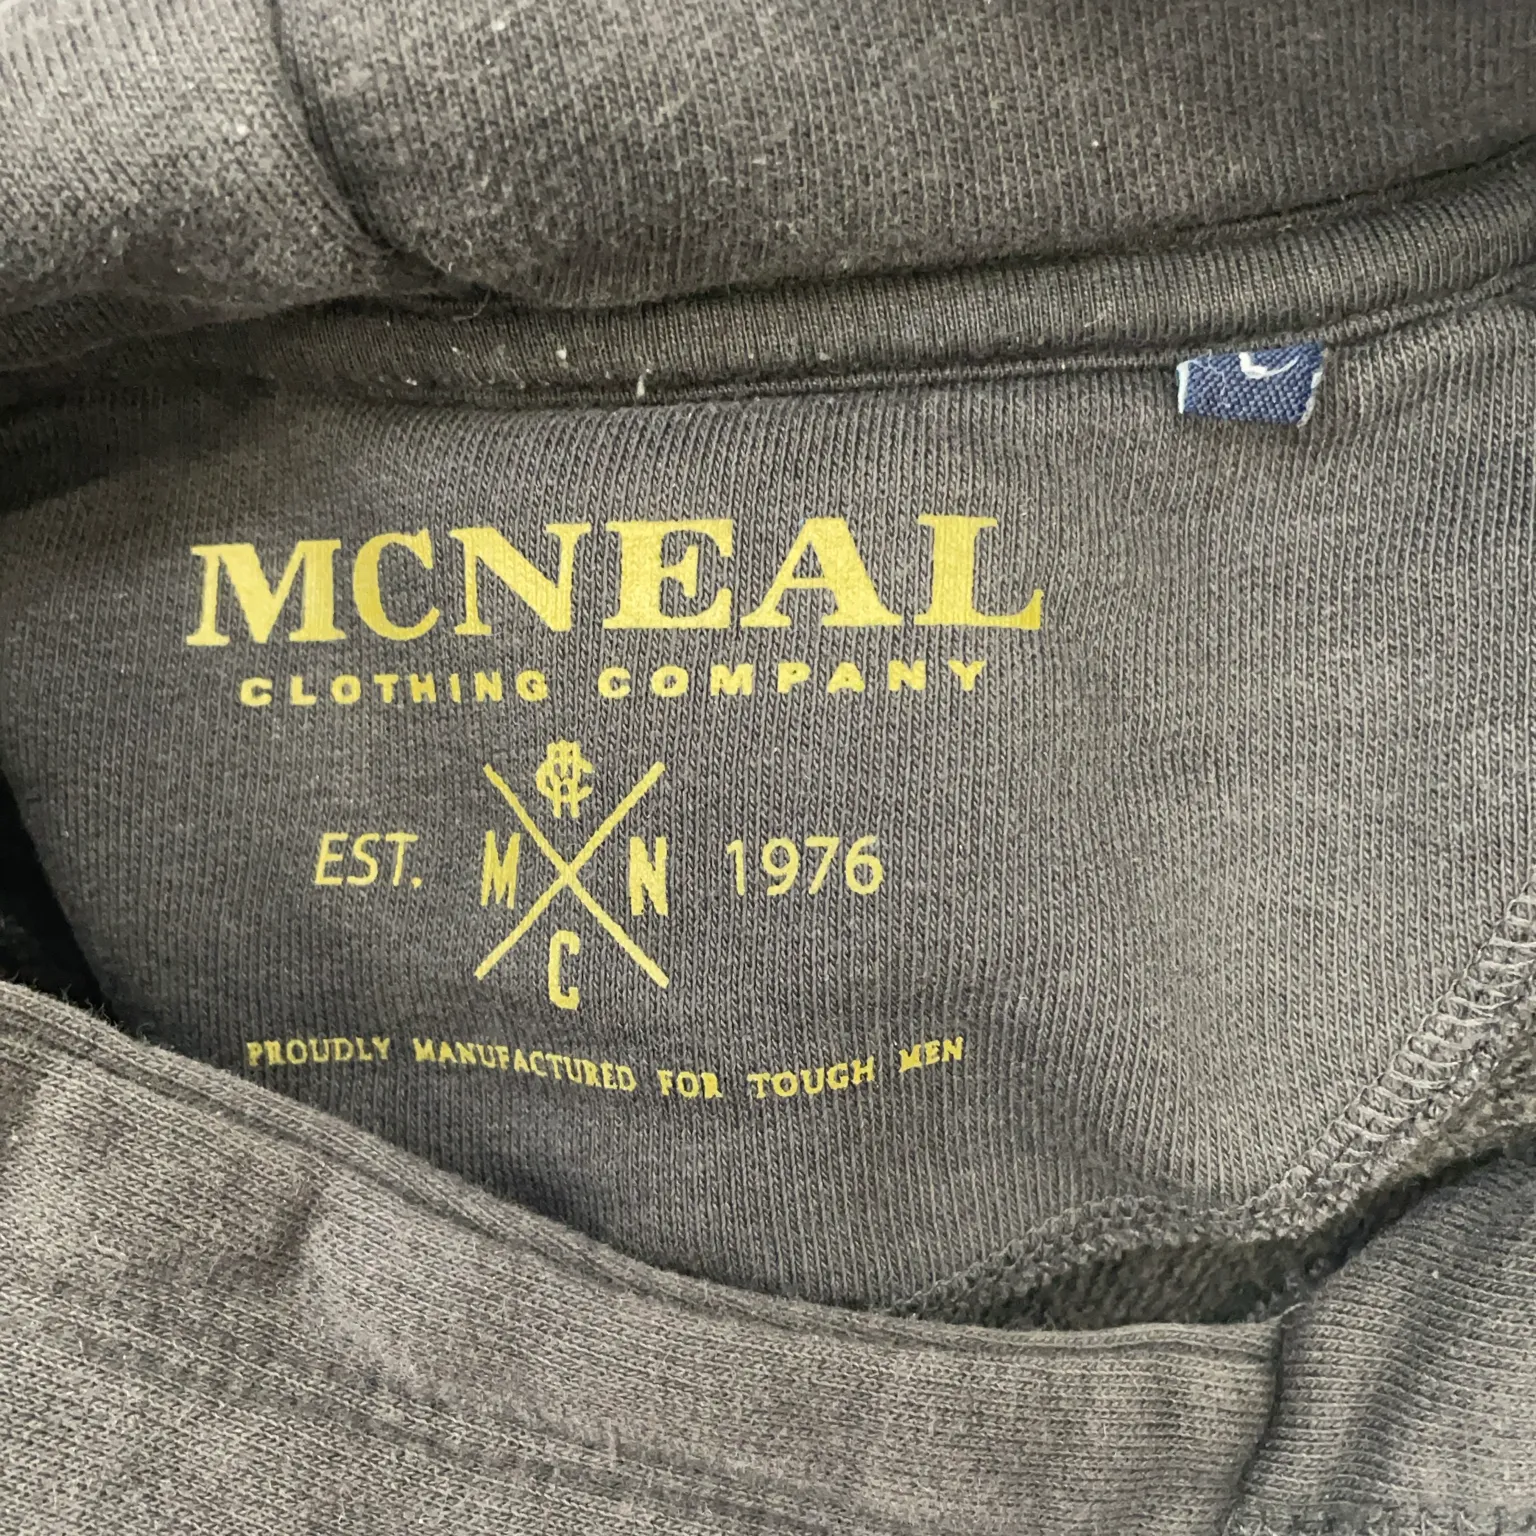 MCNEAL
CLOTHING COMPANY
EST. M N 1976
C
PROUDLY MANUFACTURED FOR TOUGH MEN